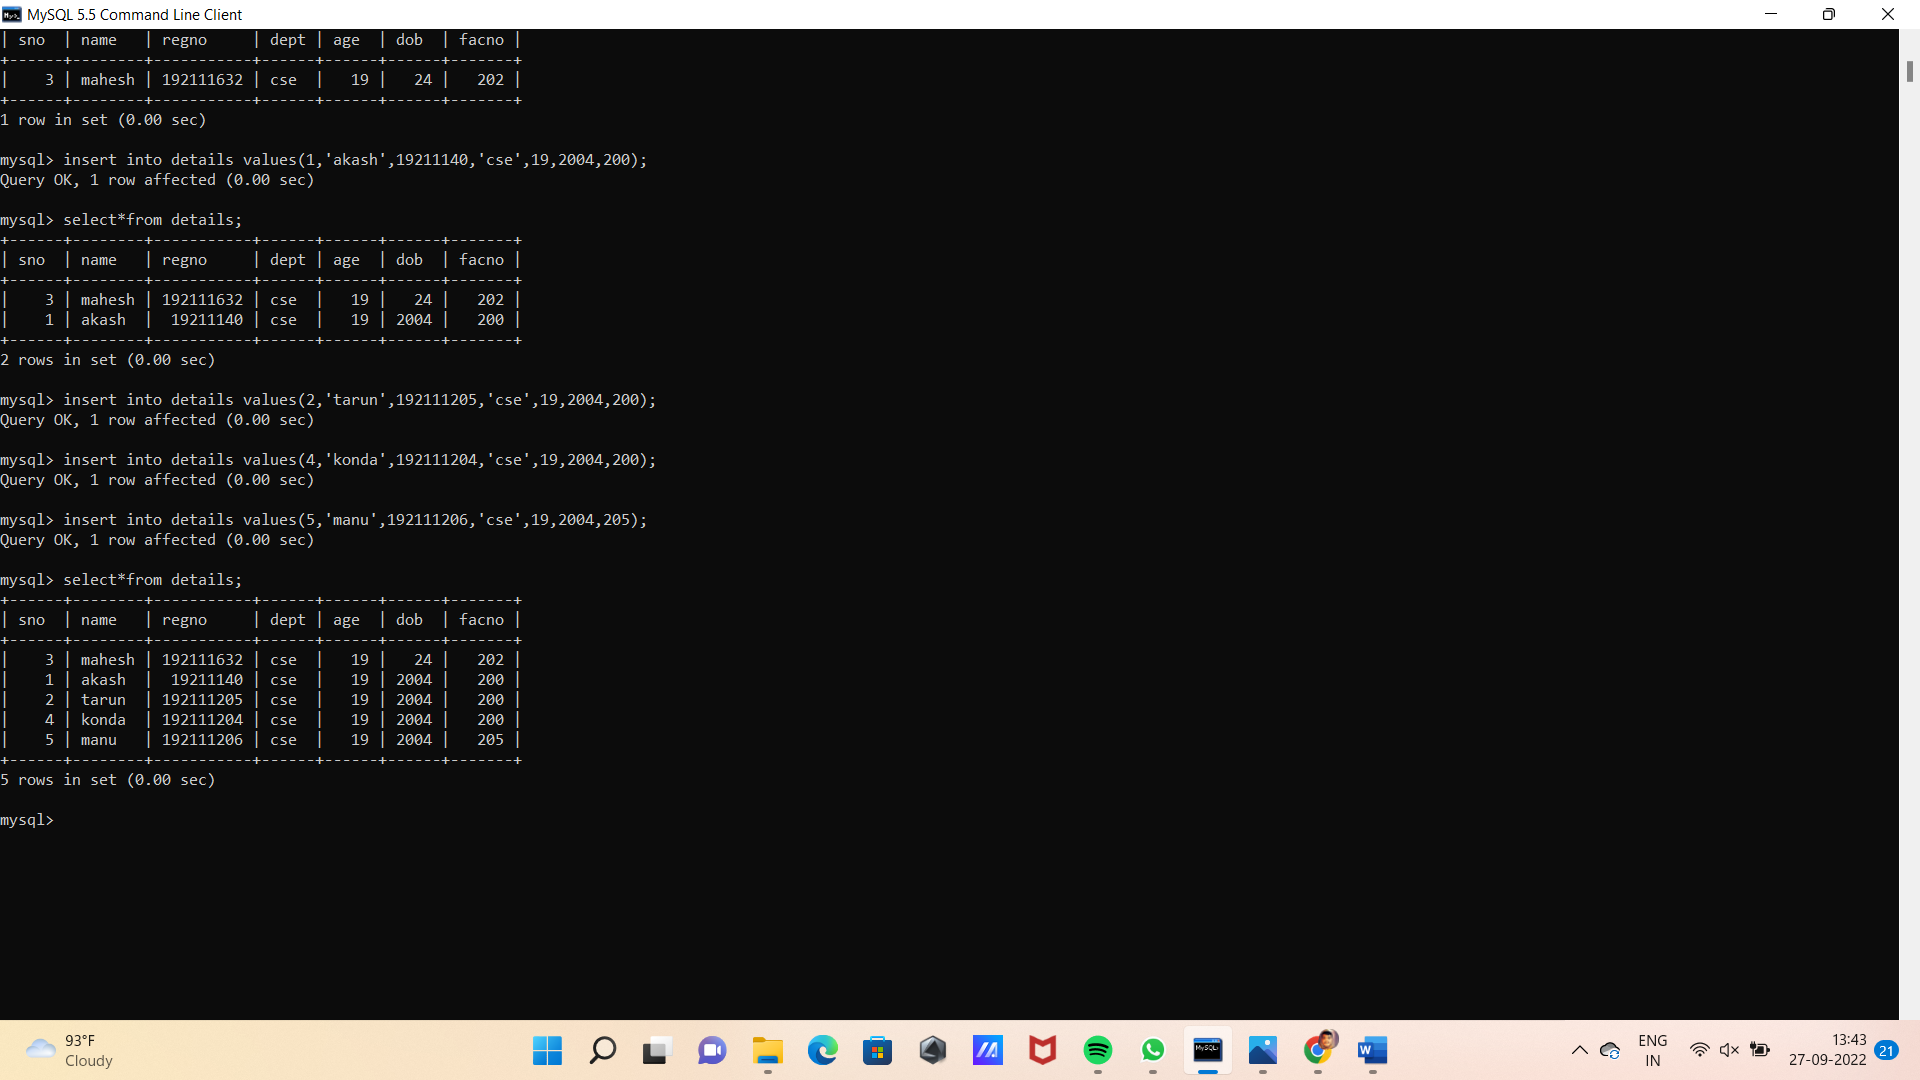 MySQL 5.5 Command Line Client
| sno  | name   | regno     | dept | age  | dob  | facno |
+------+--------+-----------+------+------+------+-------+
|    3 | mahesh | 192111632 | cse  |   19 |   24 |   202 |
+------+--------+-----------+------+------+------+-------+
1 row in set (0.00 sec)
mysql> insert into details values(1,'akash',19211140,'cse',19,2004,200);
Query OK, 1 row affected (0.00 sec)
mysql> select*from details;
+------+--------+-----------+------+------+------+-------+
| sno  | name   | regno     | dept | age  | dob  | facno |
+------+--------+-----------+------+------+------+-------+
|    3 | mahesh | 192111632 | cse  |   19 |   24 |   202 |
|    1 | akash  |  19211140 | cse  |   19 | 2004 |   200 |
+------+--------+-----------+------+------+------+-------+
2 rows in set (0.00 sec)
mysql> insert into details values(2,'tarun',192111205,'cse',19,2004,200);
Query OK, 1 row affected (0.00 sec)
mysql> insert into details values(4,'konda',192111204,'cse',19,2004,200);
Query OK, 1 row affected (0.00 sec)
mysql> insert into details values(5,'manu',192111206,'cse',19,2004,205);
Query OK, 1 row affected (0.00 sec)
mysql> select*from details;
+------+--------+-----------+------+------+------+-------+
| sno  | name   | regno     | dept | age  | dob  | facno |
+------+--------+-----------+------+------+------+-------+
|    3 | mahesh | 192111632 | cse  |   19 |   24 |   202 |
|    1 | akash  |  19211140 | cse  |   19 | 2004 |   200 |
|    2 | tarun  | 192111205 | cse  |   19 | 2004 |   200 |
|    4 | konda  | 192111204 | cse  |   19 | 2004 |   200 |
|    5 | manu   | 192111206 | cse  |   19 | 2004 |   205 |
+------+--------+-----------+------+------+------+-------+
5 rows in set (0.00 sec)
mysql>
93°F
Cloudy
ENG
IN
13:43
27-09-2022
21